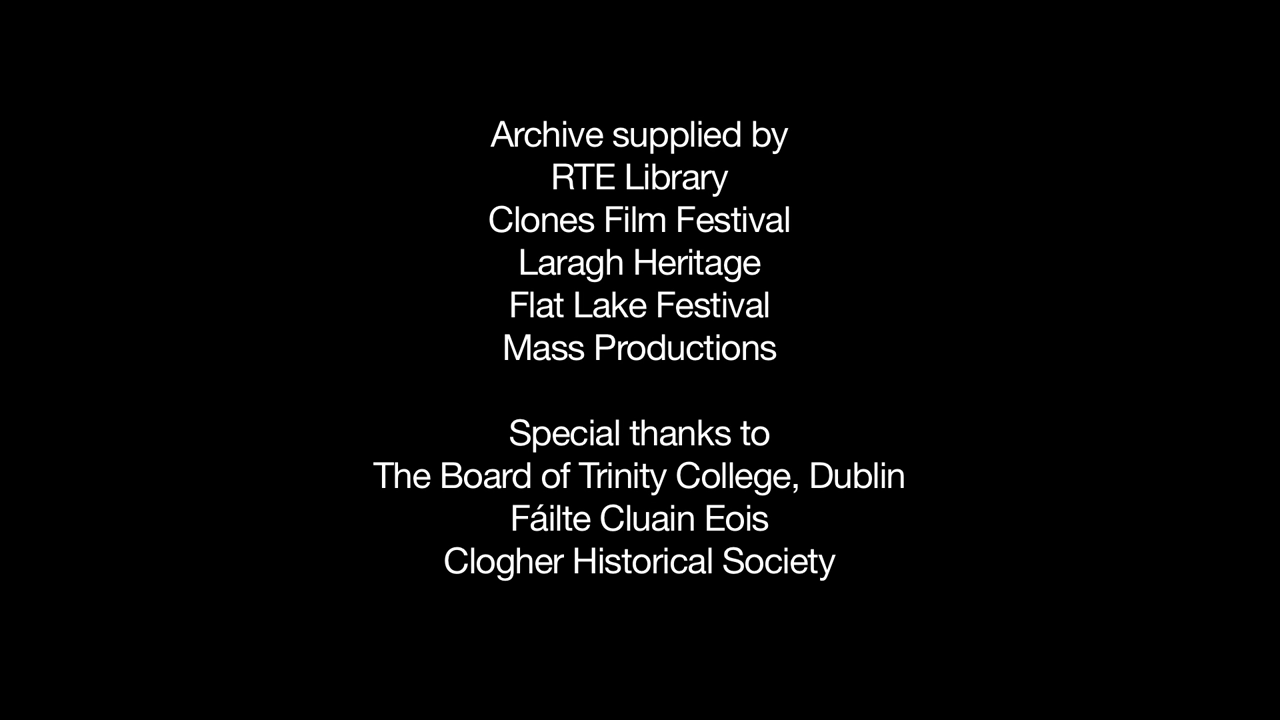 Archive supplied by
RTE Library
Clones Film Festival
Laragh Heritage
Flat Lake Festival
Mass Productions
Special thanks to
The Board of Trinity College, Dublin
Fáilte Cluain Eois
Clogher Historical Society